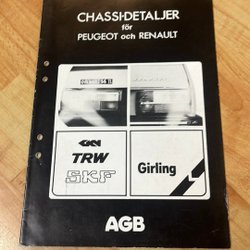 CHASSI-DETALJER
för
PEUGEOT och RENAULT
TRW
SKF
Girling
AGB